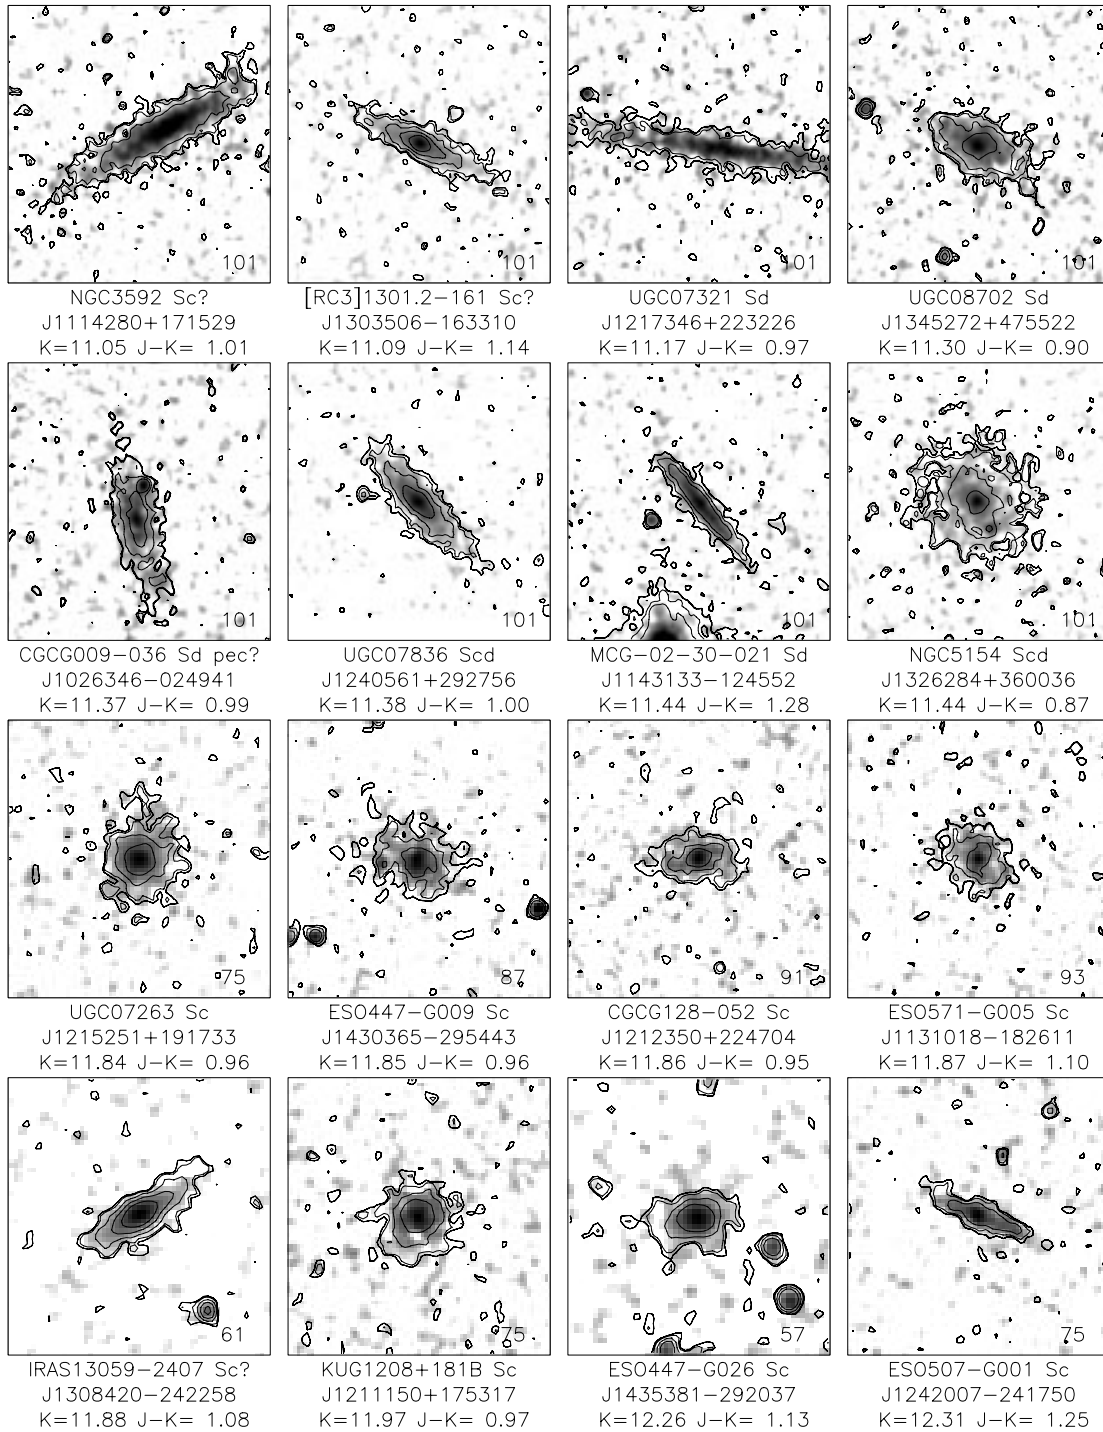 101 101 101 101
NGC3592 Sc? [RC3]1301.2-161 Sc? UGC07321 Sd UGC08702 Sd
J1114280+171529 J1303506-163310 J1217346+223226 J1345272+475522
K=11.05 J-K= 1.01 K=11.09 J-K= 1.14 K=11.17 J-K= 0.97 K=11.30 J-K= 0.90
101 101 101 101
CGCG009-036 Sd pec? UGC07836 Scd MCG-02-30-021 Sd NGC5154 Scd
J1026346-024941 J1240561+292756 J1143133-124552 J1326284+360036
K=11.37 J-K= 0.99 K=11.38 J-K= 1.00 K=11.44 J-K= 1.28 K=11.44 J-K= 0.87
75 87 91 93
UGC07263 Sc ESO447-G009 Sc CGCG128-052 Sc ESO571-G005 Sc
J1215251+191733 J1430365-295443 J1212350+224704 J1131018-182611
K=11.84 J-K= 0.96 K=11.85 J-K= 0.96 K=11.86 J-K= 0.95 K=11.87 J-K= 1.10
61 75 57 75
IRAS13059-2407 Sc? KUG1208+181B Sc ESO447-G026 Sc ESO507-G001 Sc
J1308420-242258 J1211150+175317 J1435381-292037 J1242007-241750
K=11.88 J-K= 1.08 K=11.97 J-K= 0.97 K=12.26 J-K= 1.13 K=12.31 J-K= 1.25